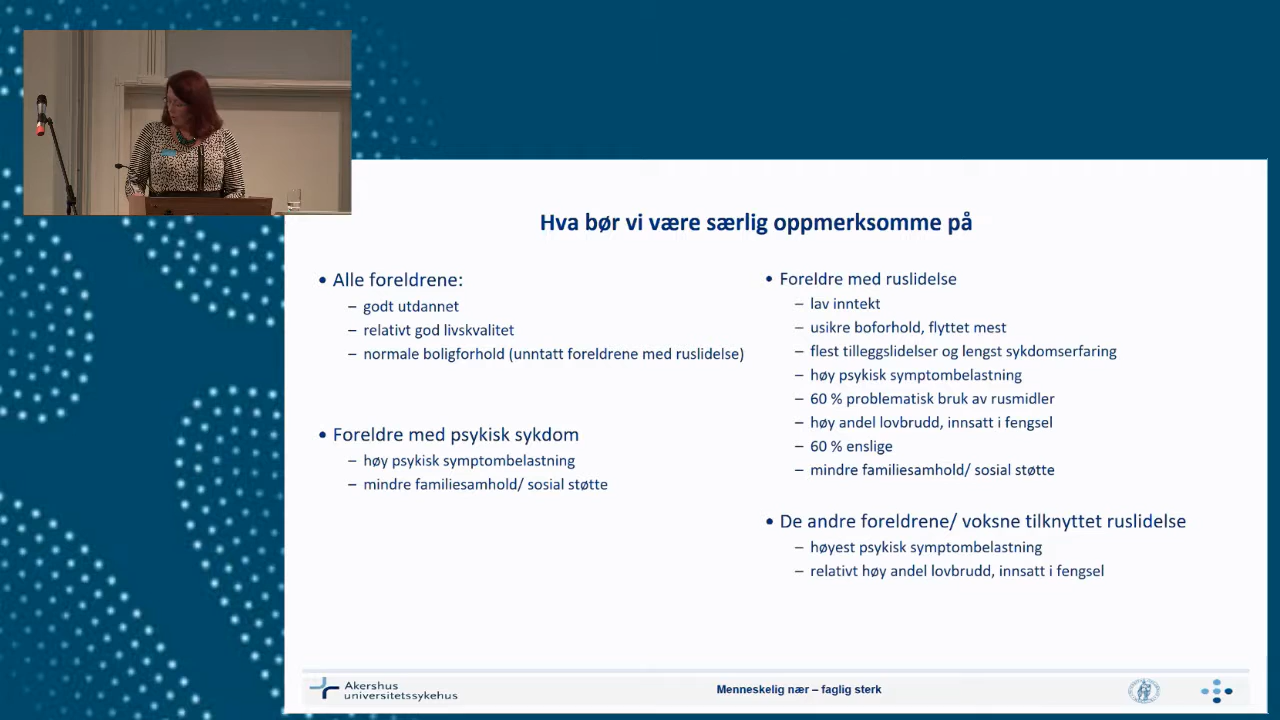 Hva bør vi være særlig oppmerksomme på
• Alle foreldrene:
– godt utdannet
– relativt god livskvalitet
– normale boligforhold (unntatt foreldrene med ruslidelse)
• Foreldre med psykisk sykdom
– høy psykisk symptombelastning
– mindre familiesamhold/ sosial støtte
• Foreldre med ruslidelse
– lav inntekt
– usikre boforhold, flyttet mest
– flest tilleggslidelser og lengst sykdomserfaring
– høy psykisk symptombelastning
– 60 % problematisk bruk av rusmidler
– høy andel lovbrudd, innsatt i fengsel
– 60 % enslige
– mindre familiesamhold/ sosial støtte
• De andre foreldrene/ voksne tilknyttet ruslidelse
– høyest psykisk symptombelastning
– relativt høy andel lovbrudd, innsatt i fengsel
Akershus
universitetssykehus
Menneskelig nær – faglig sterk